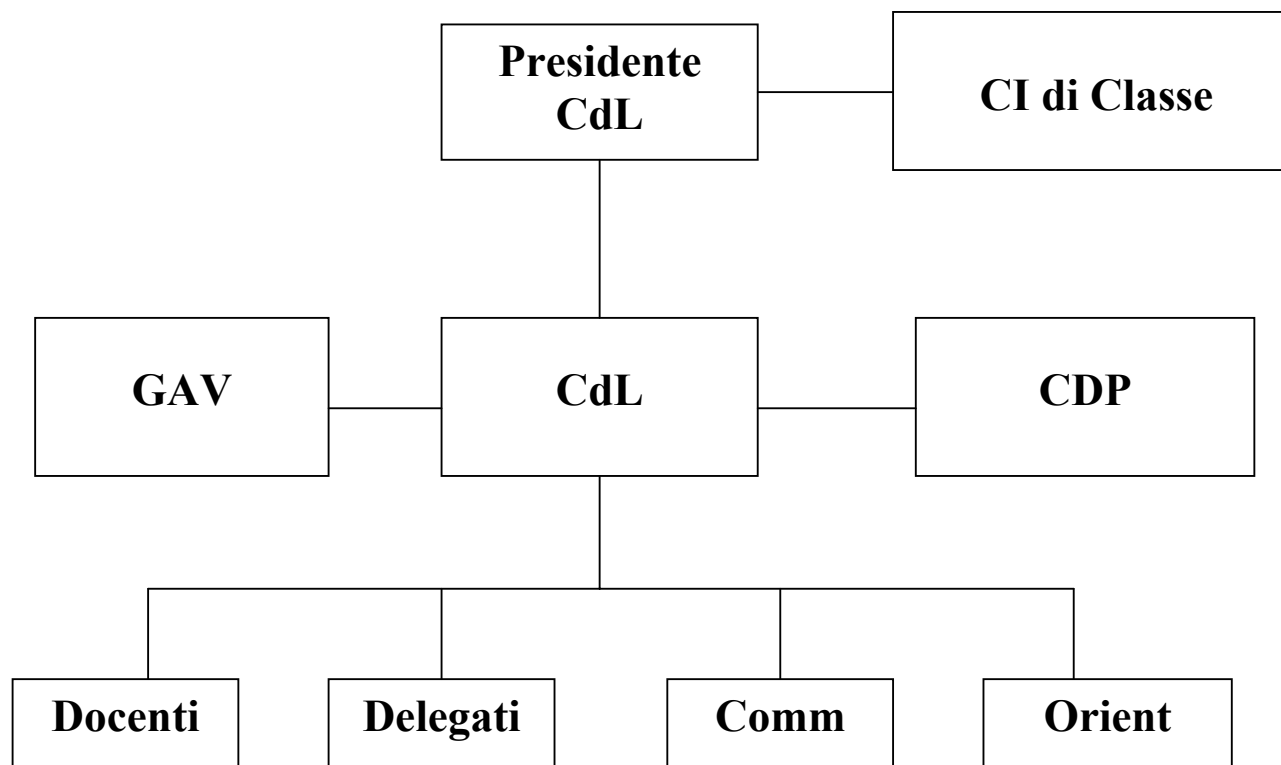 Presidente
CdL
CI di Classe
GAV
CdL
CDP
Docenti
Delegati
Comm
Orient